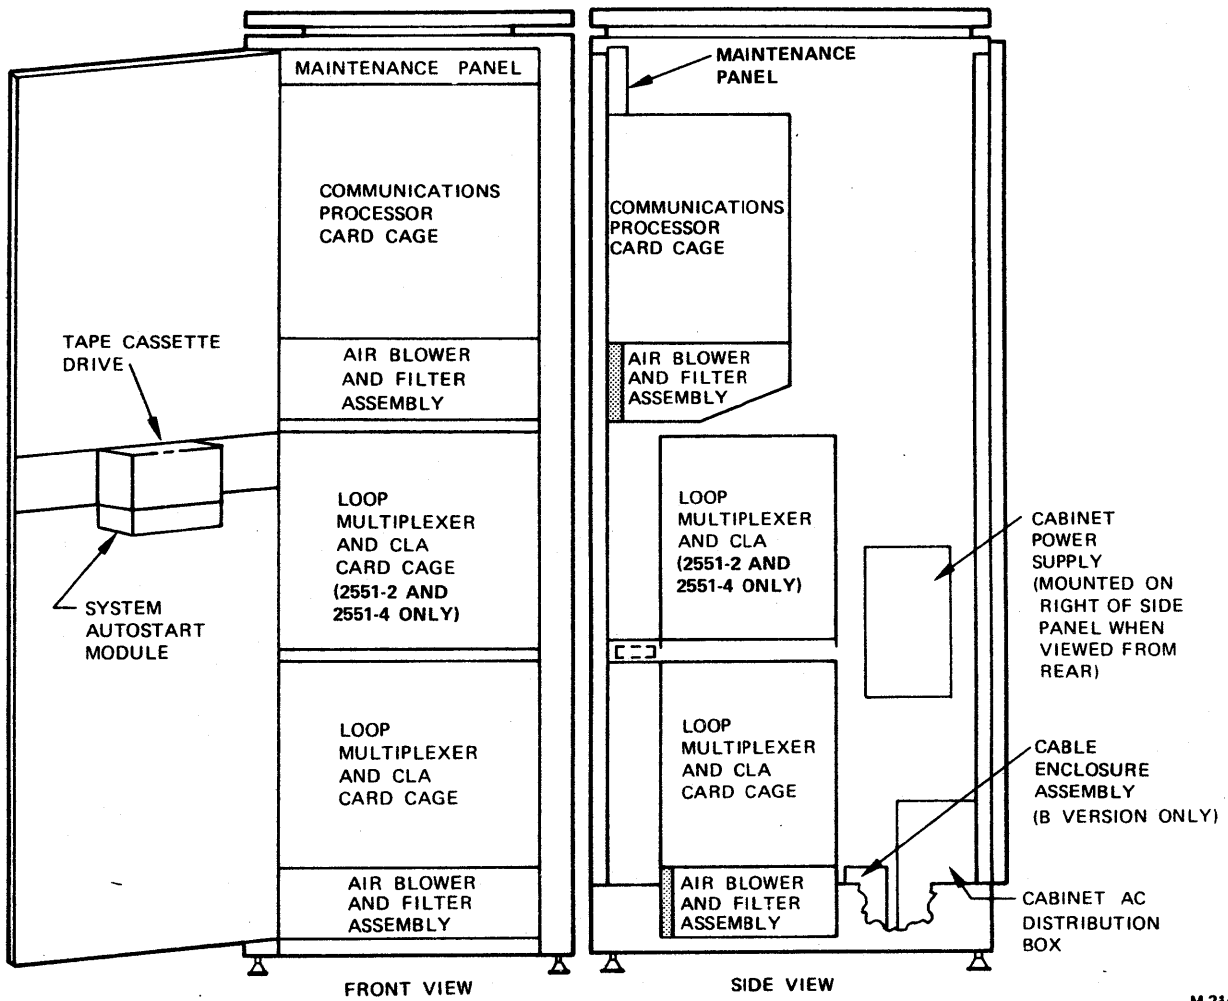 MAINTENANCE PANEL
COMMUNICATIONS
PROCESSOR
CARD CAGE
TAPE CASSETTE
DRIVE
AIR BLOWER
AND FILTER
ASSEMBLY
LOOP
MULTIPLEXER
AND CLA
CARD CAGE
(2551-2 AND
2551-4 ONLY)
SYSTEM
AUTOSTART
MODULE
LOOP
MULTIPLEXER
AND CLA
CARD CAGE
AIR BLOWER
AND FILTER
ASSEMBLY
FRONT VIEW
MAINTENANCE
PANEL
COMMUNICATIONS
PROCESSOR
CARD CAGE
AIR BLOWER
AND FILTER
ASSEMBLY
LOOP
MULTIPLEXER
AND CLA
(2551-2 AND
2551-4 ONLY)
CABINET
POWER
SUPPLY
(MOUNTED ON
RIGHT OF SIDE
PANEL WHEN
VIEWED FROM
REAR)
LOOP
MULTIPLEXER
AND CLA
CARD CAGE
CABLE
ENCLOSURE
ASSEMBLY
(B VERSION ONLY)
AIR BLOWER
AND FILTER
ASSEMBLY
CABINET AC
DISTRIBUTION
BOX
SIDE VIEW